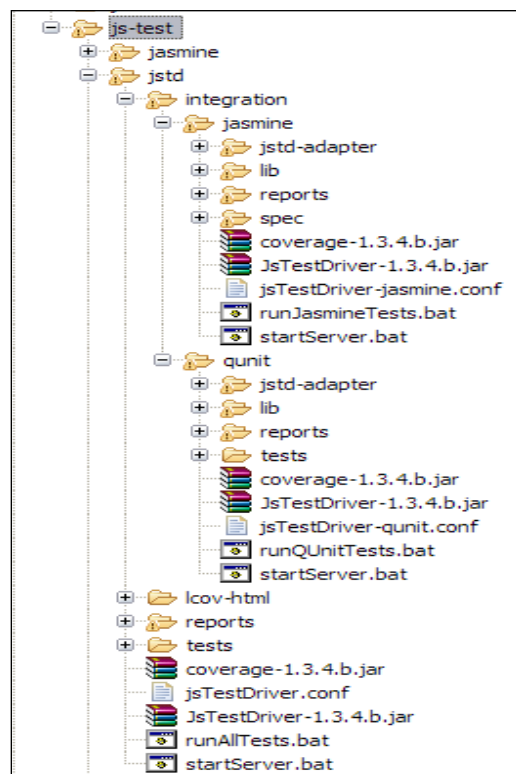 js-test
jasmine
jstd
integration
jasmine
jstd-adapter
lib
reports
spec
coverage-1.3.4.b.jar
JsTestDriver-1.3.4.b.jar
jsTestDriver-jasmine.conf
runJasmineTests.bat
startServer.bat
qunit
jstd-adapter
lib
reports
tests
coverage-1.3.4.b.jar
JsTestDriver-1.3.4.b.jar
jsTestDriver-qunit.conf
runQUnitTests.bat
startServer.bat
lcov-html
reports
tests
coverage-1.3.4.b.jar
jsTestDriver.conf
JsTestDriver-1.3.4.b.jar
runAllTests.bat
startServer.bat